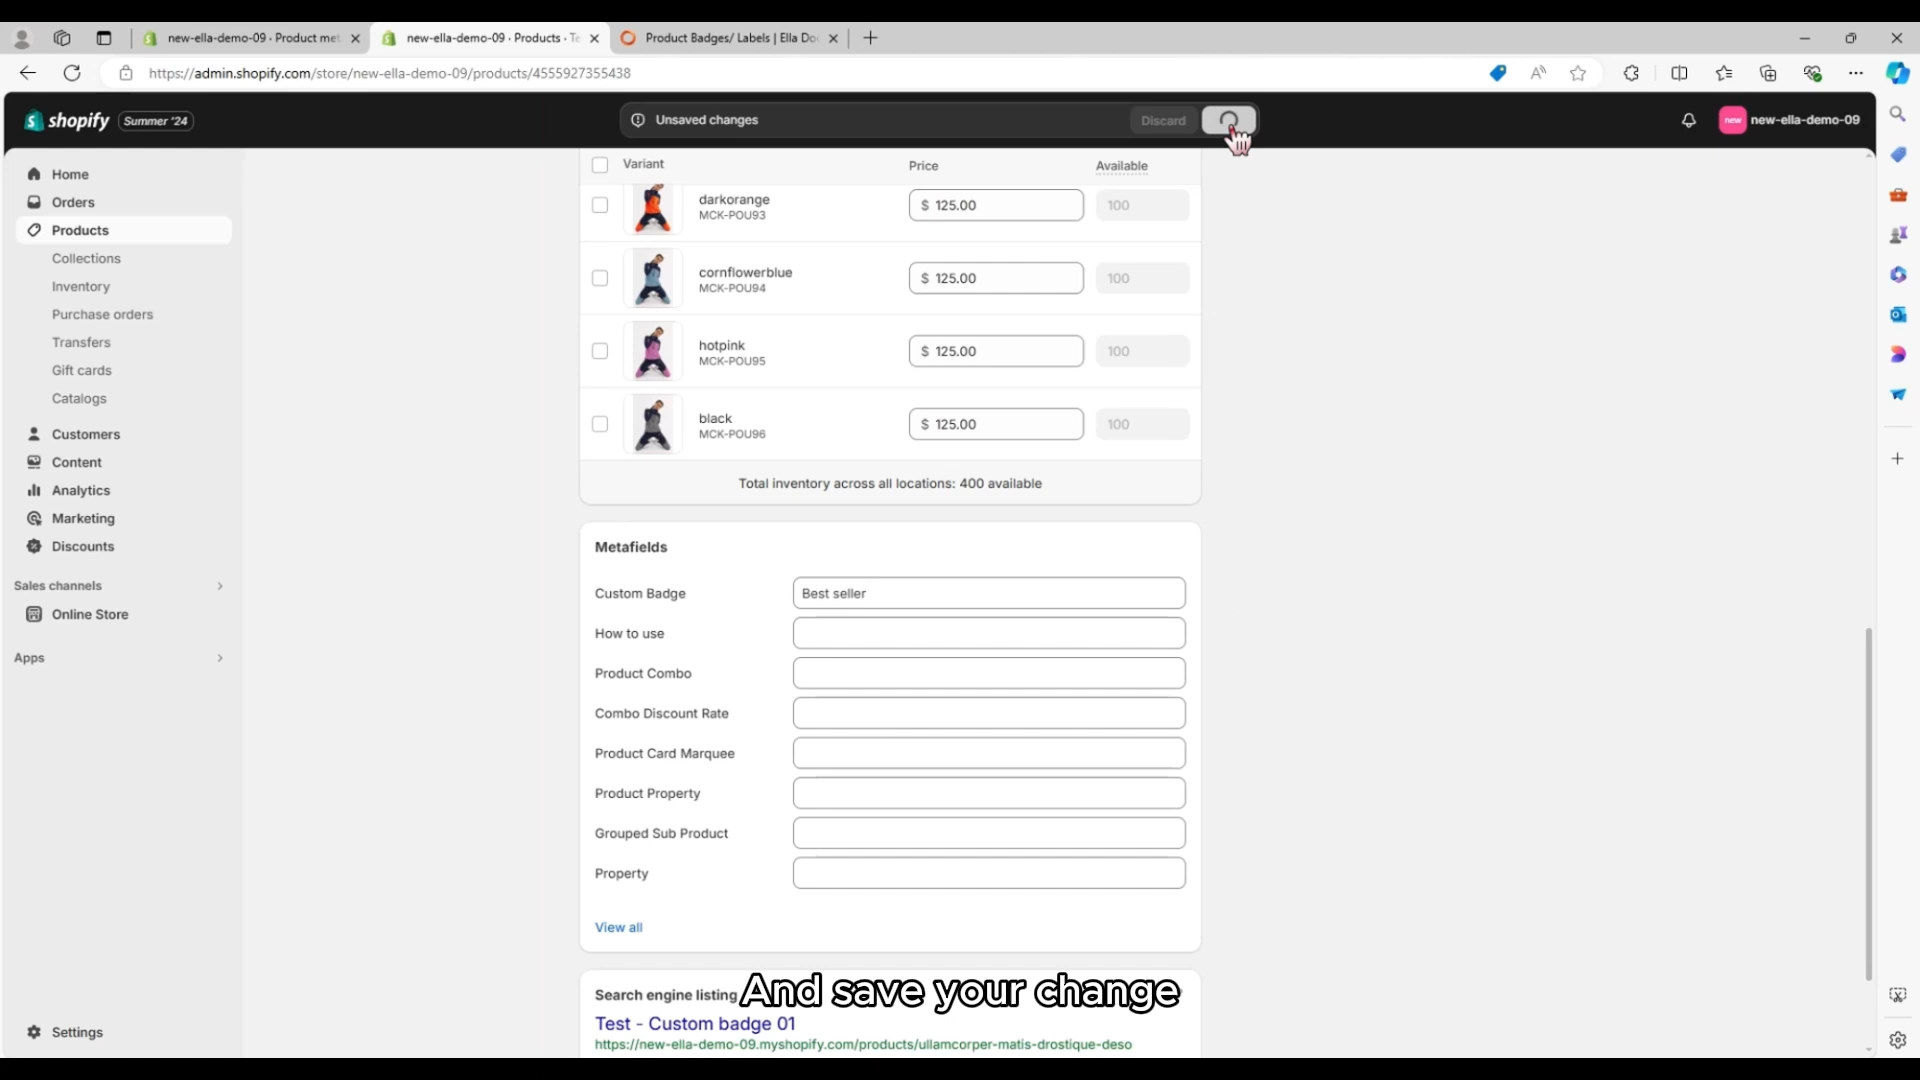 new-ella-demo-09 · Product met
new-ella-demo-09 · Products · Te
Product Badges/ Labels | Ella Do
https://admin.shopify.com/store/new-ella-demo-09/products/4555927355438
shopify
Summer '24
Unsaved changes
Discard
new
new-ella-demo-09
Home
Orders
Products
Collections
Inventory
Purchase orders
Transfers
Gift cards
Catalogs
Customers
Content
Analytics
Marketing
Discounts
Sales channels
Online Store
Apps
Settings
Variant Price Available
darkorange
MCK-POU93
$ 125.00 100
cornflowerblue
MCK-POU94
$ 125.00 100
hotpink
MCK-POU95
$ 125.00 100
black
MCK-POU96
$ 125.00 100
Total inventory across all locations: 400 available
Metafields
Custom Badge Best seller
How to use
Product Combo
Combo Discount Rate
Product Card Marquee
Product Property
Grouped Sub Product
Property
View all
Search engine listing
And save your change
Test - Custom badge 01
https://new-ella-demo-09.myshopify.com/products/ullamcorper-matis-drostique-deso